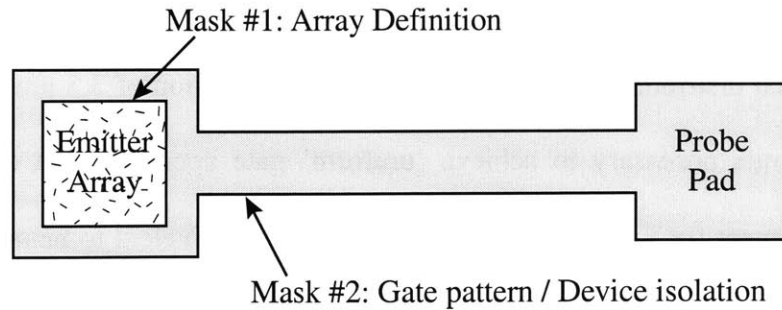 Mask #1: Array Definition
Emitter
Array
Probe
Pad
Mask #2: Gate pattern / Device isolation